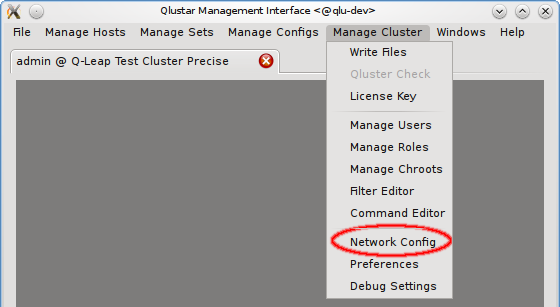 Qlustar Management Interface <@qlu-dev>
File Manage Hosts Manage Sets Manage Configs Manage Cluster Windows Help
admin @ Q-Leap Test Cluster Precise
Write Files
Qluster Check
License Key
Manage Users
Manage Roles
Manage Chroots
Filter Editor
Command Editor
Network Config
Preferences
Debug Settings